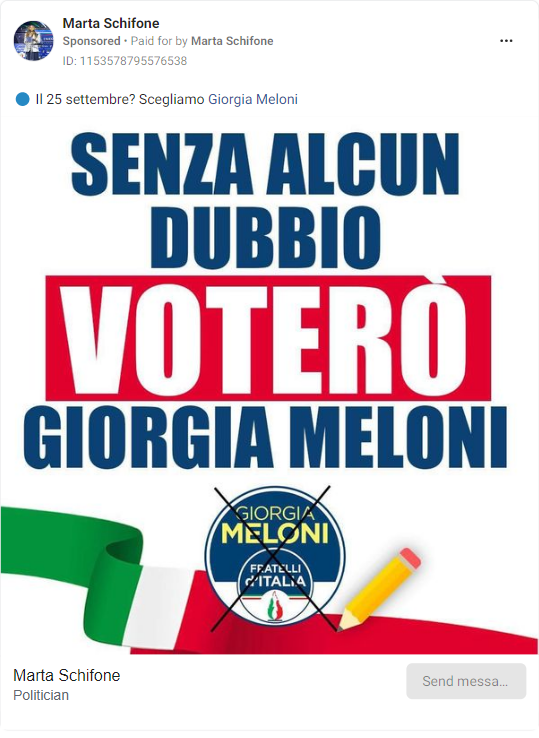 Marta Schifone
Sponsored • Paid for by Marta Schifone
ID: 1153578795576538
Il 25 settembre? Scegliamo Giorgia Meloni
SENZA ALCUN
DUBBIO
VOTERÒ
GIORGIA MELONI
GIORGIA
MELONI
FRATELLI
d'ITALIA
Marta Schifone
Politician
Send messa...